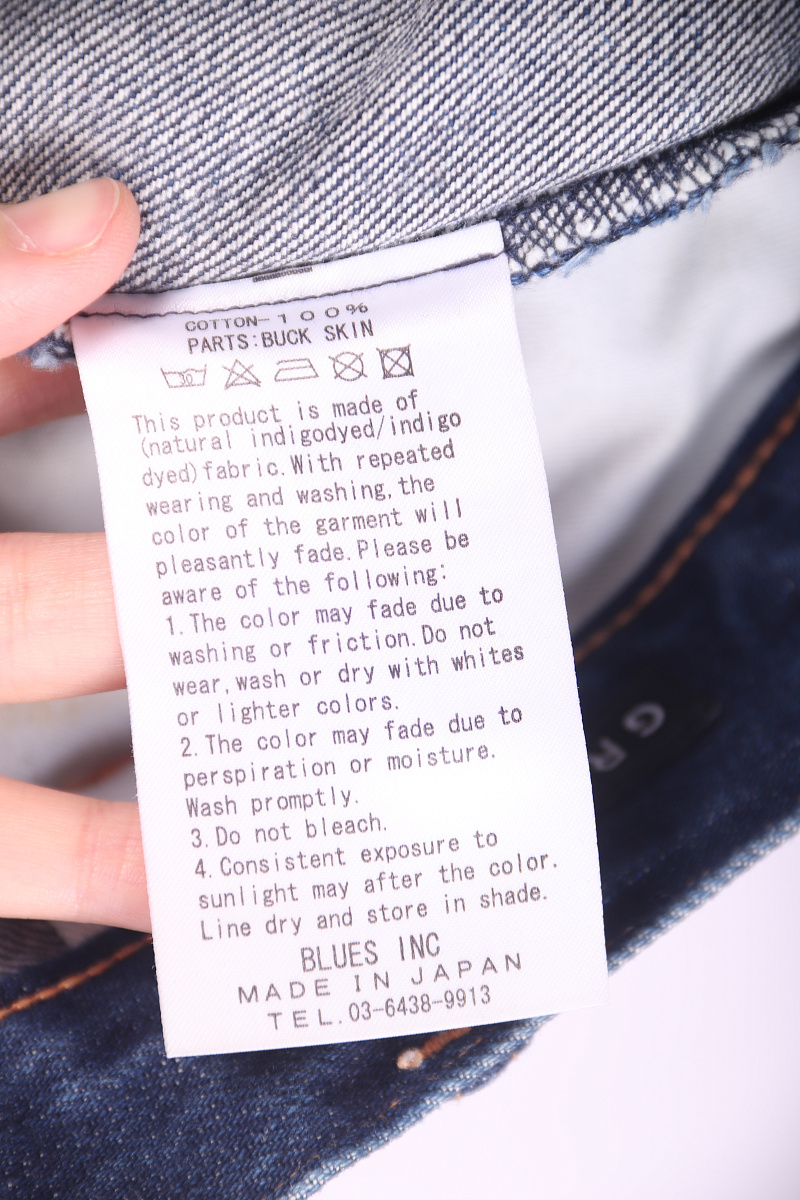 COTTON-100%
PARTS:BUCK SKIN
30
This product is made of
(natural indigodyed/indigo
dyed)fabric.With repeated
wearing and washing,the
color of the garment will
pleasantly fade.Please be
aware of the following:
1.The color may fade due to
washing or friction.Do not
wear,wash or dry with whites
or lighter colors.
2.The color may fade due to
perspiration or moisture.
Wash promptly.
3.Do not bleach.
4.Consistent exposure to
sunlight may after the color.
Line dry and store in shade.
BLUES INC
MADE IN JAPAN
TEL.03-6438-9913
GR